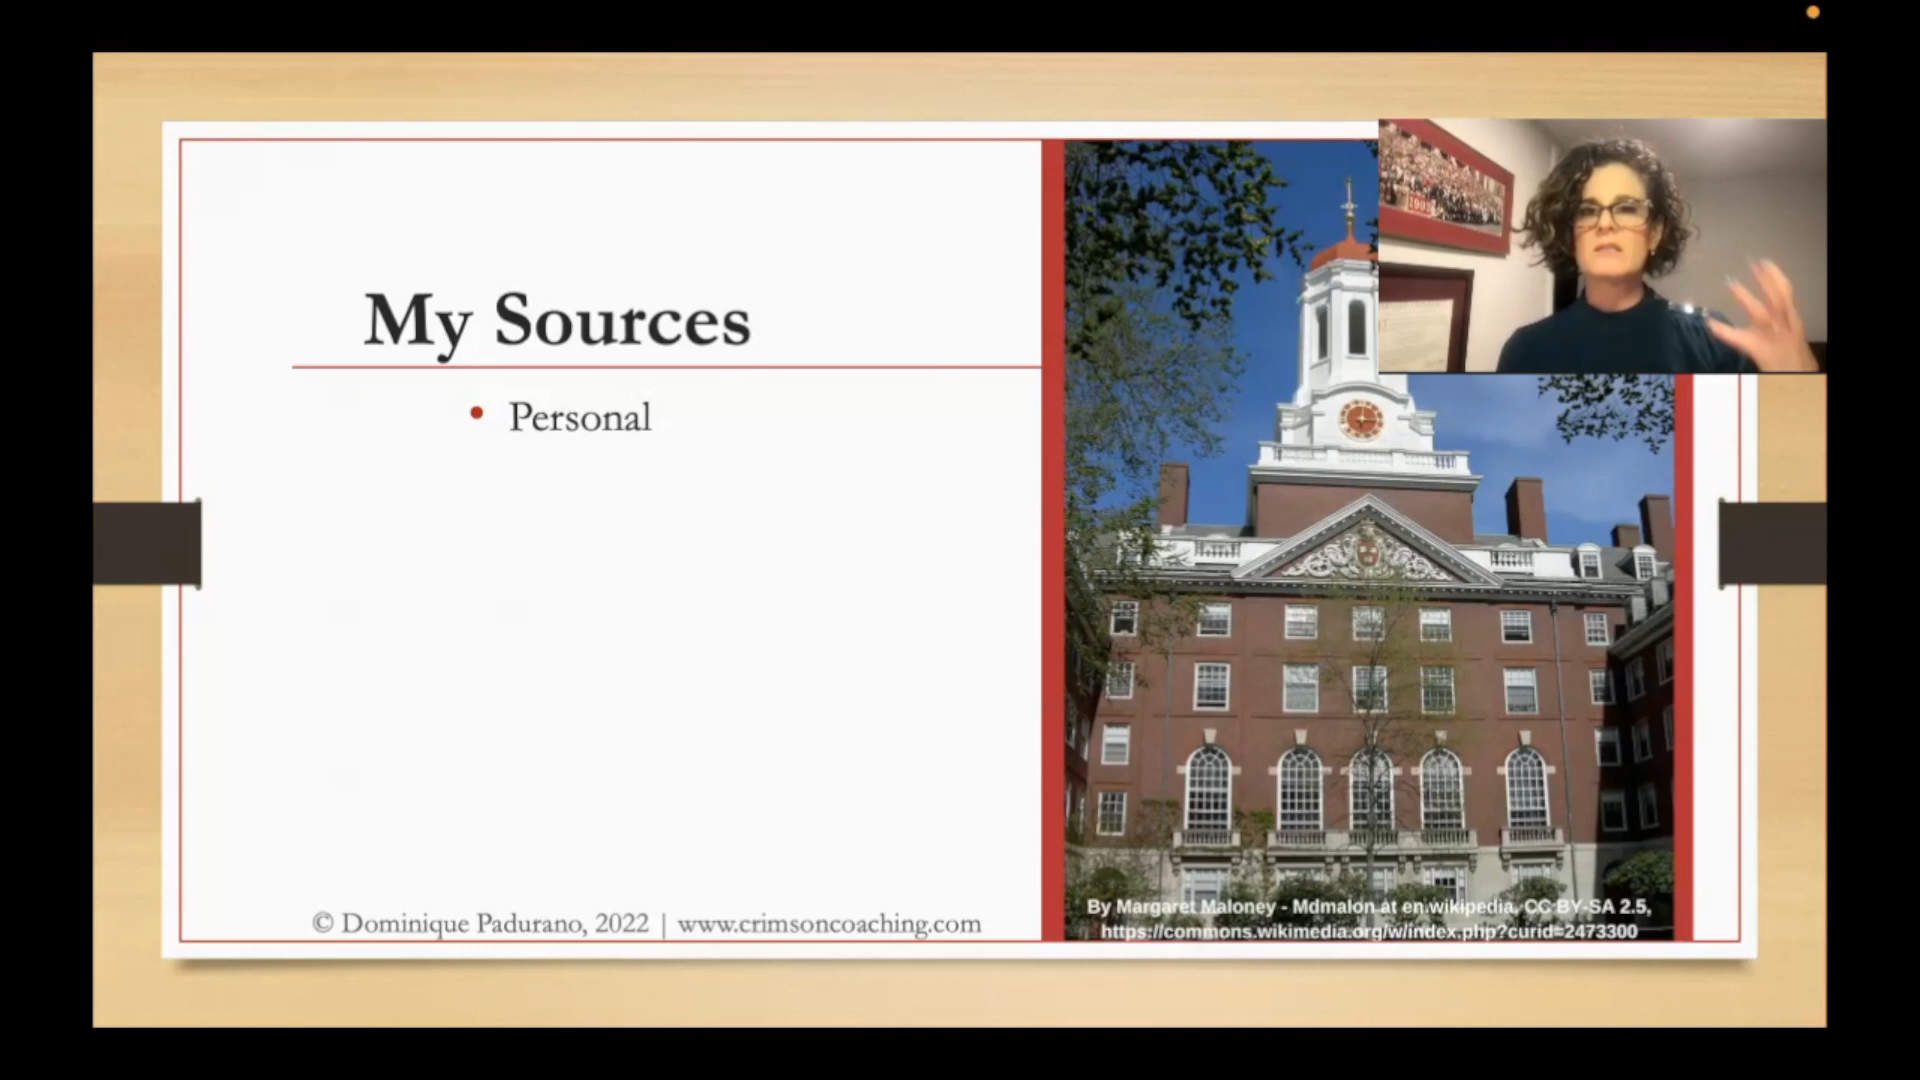 1993
My Sources
• Personal
© Dominique Padurano, 2022 | www.crimsoncoaching.com
By Margaret Maloney - Mdmalon at en.wikipedia, CC BY-SA 2.5,
https://commons.wikimedia.org/w/index.php?curid=2473300